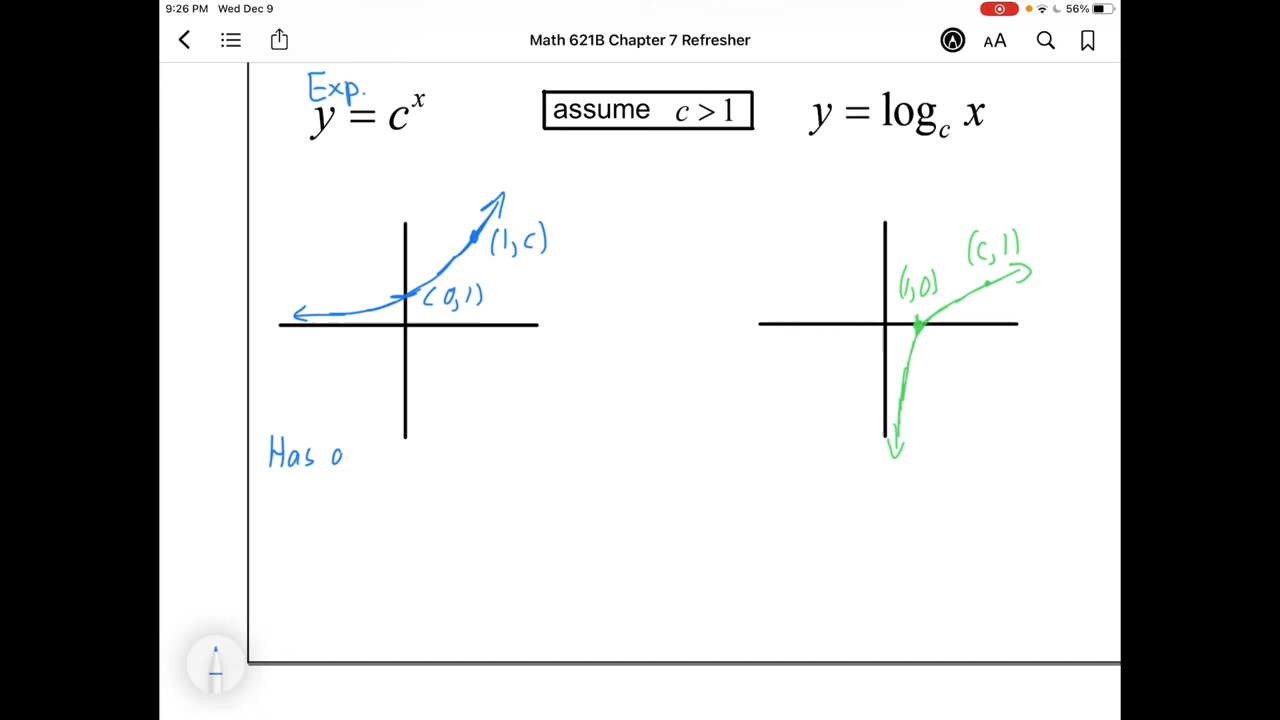 9:26 PM Wed Dec 9
56%
Math 621B Chapter 7 Refresher
AA
Exp.
y = c^x
assume c > 1
y = log_c x
(1,c)
(0,1)
(c,1)
(1,0)
Has a